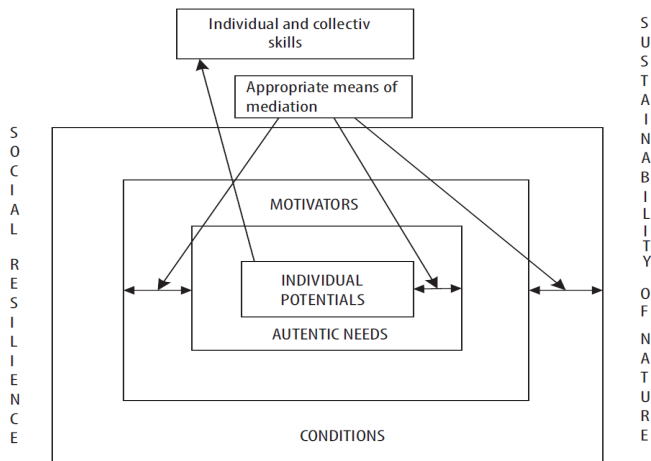 Individual and collectiv
skills
Appropriate means of
mediation
SOCIAL RESILIENCE
SUSTAINABILITY OF NATURE
MOTIVATORS
INDIVIDUAL
POTENTIALS
AUTENTIC NEEDS
CONDITIONS